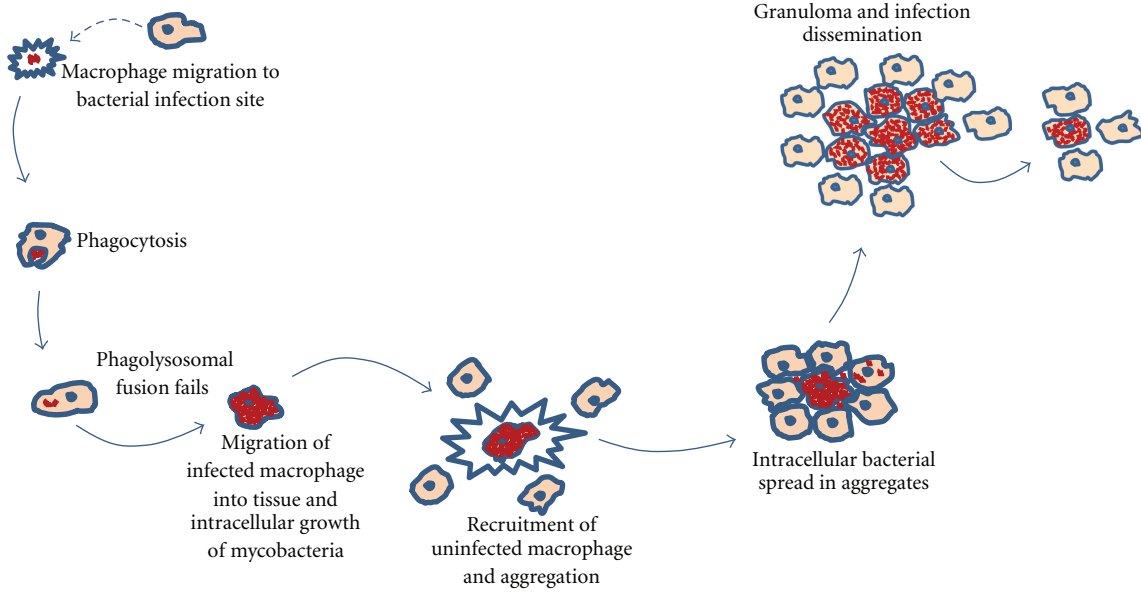 Macrophage migration to
bacterial infection site
Phagocytosis
Phagolysosomal
fusion fails
Migration of
infected macrophage
into tissue and
intracellular growth
of mycobacteria
Recruitment of
uninfected macrophage
and aggregation
Intracellular bacterial
spread in aggregates
Granuloma and infection
dissemination